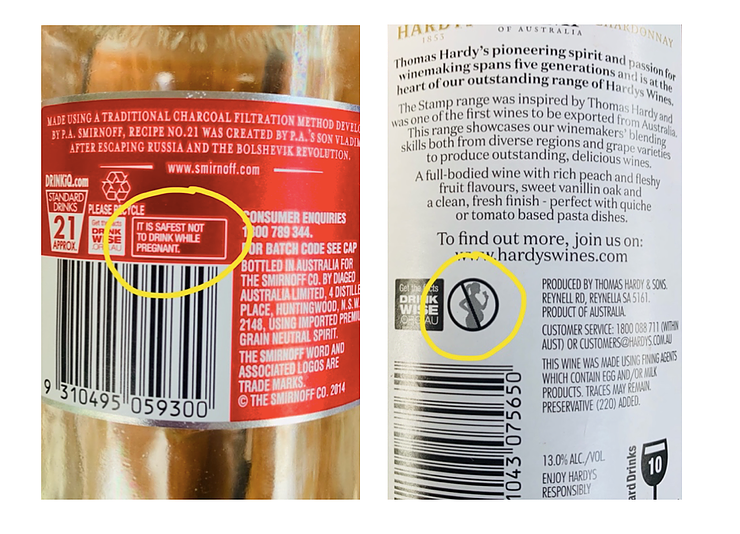 MADE USING A TRADITIONAL CHARCOAL FILTRATION METHOD
BY P.A. SMIRNOFF, RECIPE NO.21 WAS CREATED BY P.A.'S SON
AFTER ESCAPING RUSSIA AND THE BOLSHEVIK REVOLUTION.
www.smirnoff.com
DRiNKiQ.com
STANDARD
DRINKS
21
APPROX.
PLEASE RECYCLE
Get the facts
DRINK
WISE
.ORG.AU
IT IS SAFEST NOT
TO DRINK WHILE
PREGNANT.
CONSUMER ENQUIRIES
1800 789 344.
FOR BATCH CODE SEE CAP
BOTTLED IN AUSTRALIA FOR
THE SMIRNOFF CO. BY DIAGEO
AUSTRALIA LIMITED, 4 DISTILLERY
PLACE, HUNTINGWOOD, N.S.W.
2148, USING IMPORTED PREMIUM
GRAIN NEUTRAL SPIRIT.
THE SMIRNOFF WORD AND
ASSOCIATED LOGOS ARE
TRADE MARKS.
© THE SMIRNOFF CO. 2014
9 310495 059300
HARDYS
1853
OF AUSTRALIA
CHARDONNAY
Thomas Hardy's pioneering spirit and passion for
winemaking spans five generations and is at the
heart of our outstanding range of Hardys Wines.
The Stamp range was inspired by Thomas Hardy and
was one of the first wines to be exported from Australia.
This range showcases our winemakers' blending
skills both from diverse regions and grape varieties
to produce outstanding, delicious wines.
A full-bodied wine with rich peach and fleshy
fruit flavours, sweet vanillin oak and
a clean, fresh finish - perfect with quiche
or tomato based pasta dishes.
To find out more, join us on:
www.hardyswines.com
Get the facts
DRINK
WISE
.ORG.AU
PRODUCED BY THOMAS HARDY & SONS.
REYNELL RD, REYNELLA SA 5161.
PRODUCT OF AUSTRALIA.
CUSTOMER SERVICE: 1800 088 711 (WITHIN
AUST) OR CUSTOMERS@HARDYS.COM.AU
THIS WINE WAS MADE USING FINING AGENTS
WHICH CONTAIN EGG AND/OR MILK
PRODUCTS. TRACES MAY REMAIN.
PRESERVATIVE (220) ADDED.
1043 075650
13.0% ALC./VOL.
ENJOY HARDYS
RESPONSIBLY
ard Drinks
10